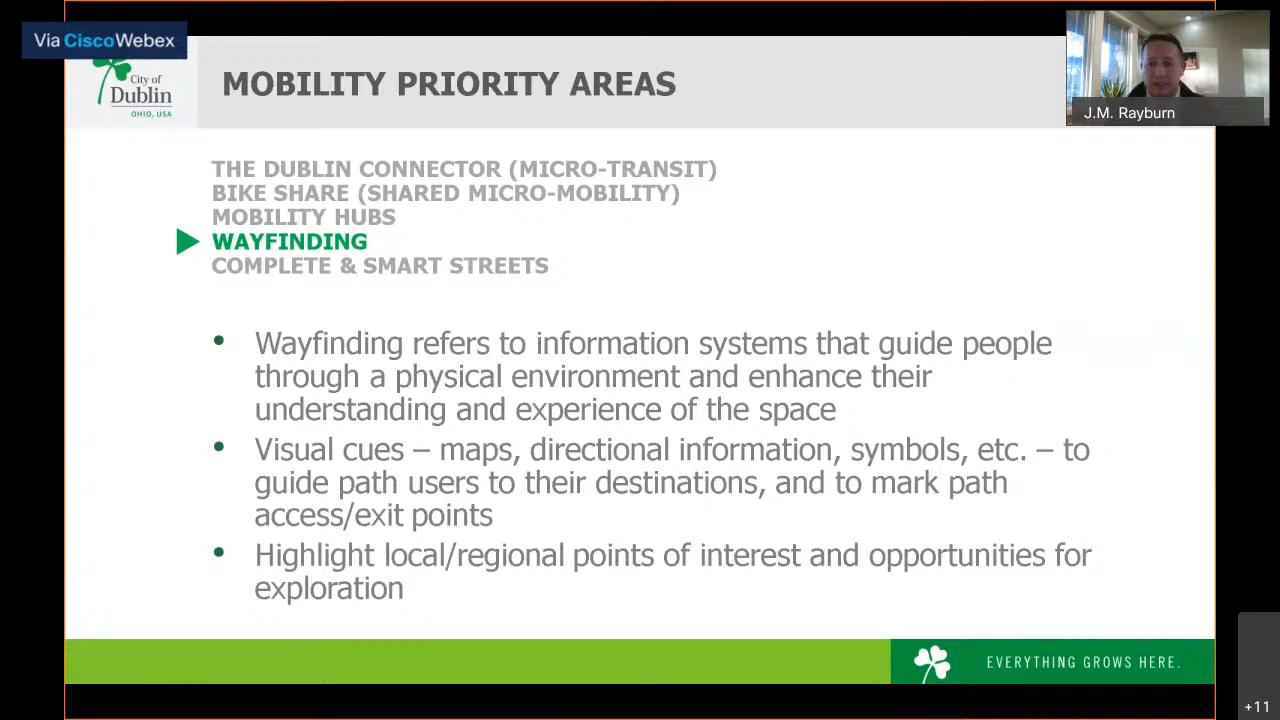 Via CiscoWebex
City of
Dublin
OHIO, USA
MOBILITY PRIORITY AREAS
J.M. Rayburn
THE DUBLIN CONNECTOR (MICRO-TRANSIT)
BIKE SHARE (SHARED MICRO-MOBILITY)
MOBILITY HUBS
WAYFINDING
COMPLETE & SMART STREETS
• Wayfinding refers to information systems that guide people
through a physical environment and enhance their
understanding and experience of the space
• Visual cues – maps, directional information, symbols, etc. – to
guide path users to their destinations, and to mark path
access/exit points
• Highlight local/regional points of interest and opportunities for
exploration
EVERYTHING GROWS HERE.
+11